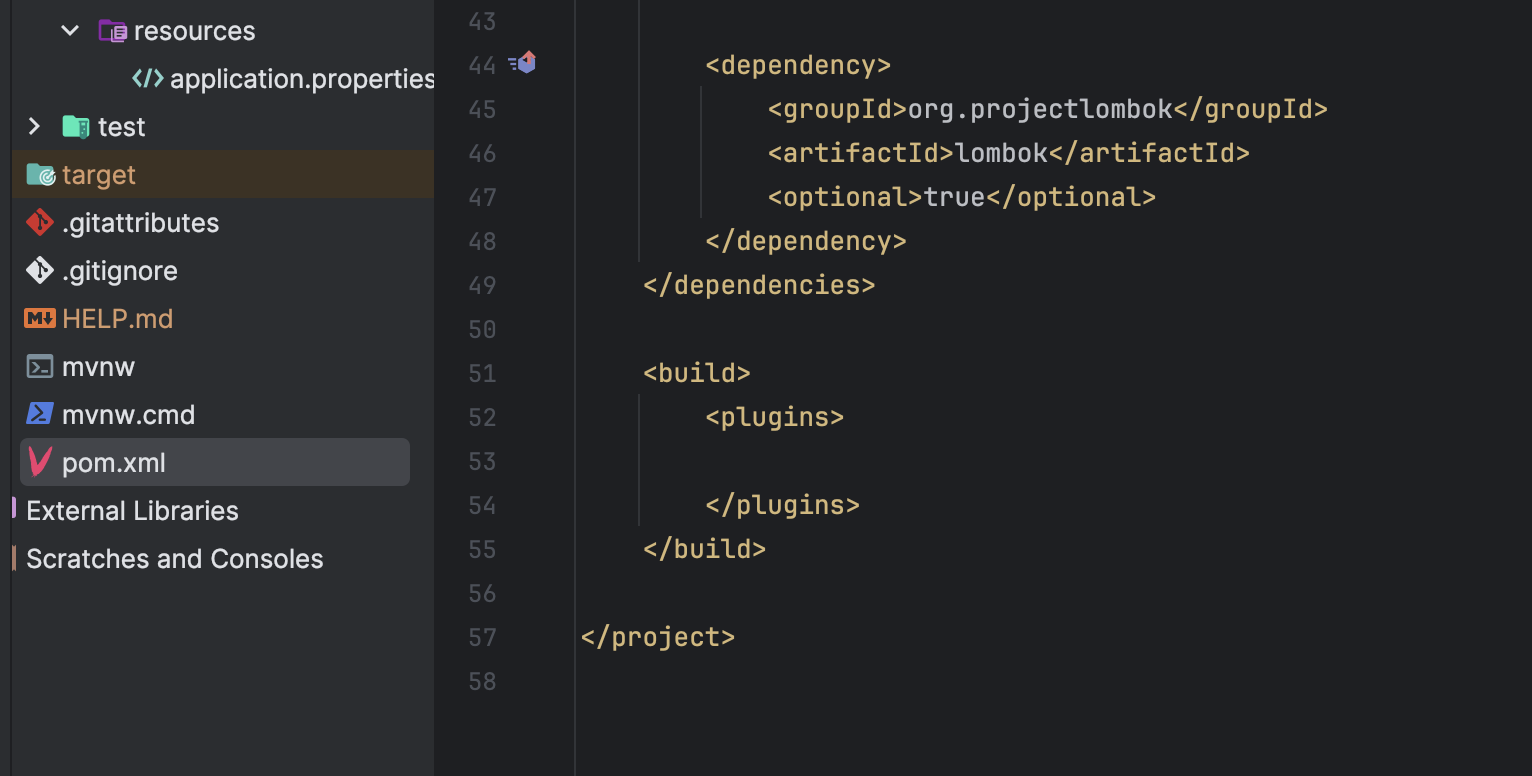 resources
application.properties
test
target
.gitattributes
.gitignore
HELP.md
mvnw
mvnw.cmd
pom.xml
External Libraries
Scratches and Consoles
43
44 <dependency>
45 <groupId>org.projectlombok</groupId>
46 <artifactId>lombok</artifactId>
47 <optional>true</optional>
48 </dependency>
49 </dependencies>
50
51 <build>
52 <plugins>
53
54 </plugins>
55 </build>
56
57 </project>
58